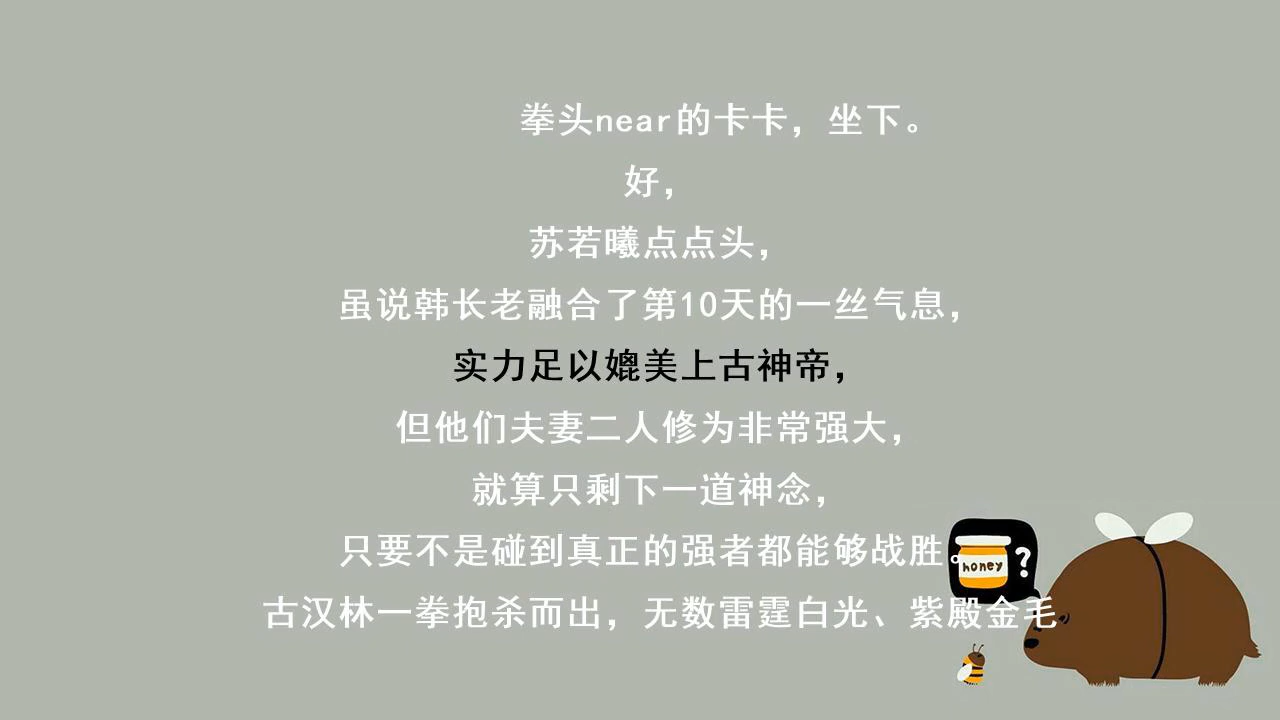 拳头near的卡卡，坐下。
好，
苏若曦点点头，
虽说韩长老融合了第10天的一丝气息，
实力足以媲美上古神帝，
但他们夫妻二人修为非常强大，
就算只剩下一道神念，
只要不是碰到真正的强者都能够战胜。
honey ?
古汉林一拳抱杀而出，无数雷霆白光、紫殿金毛